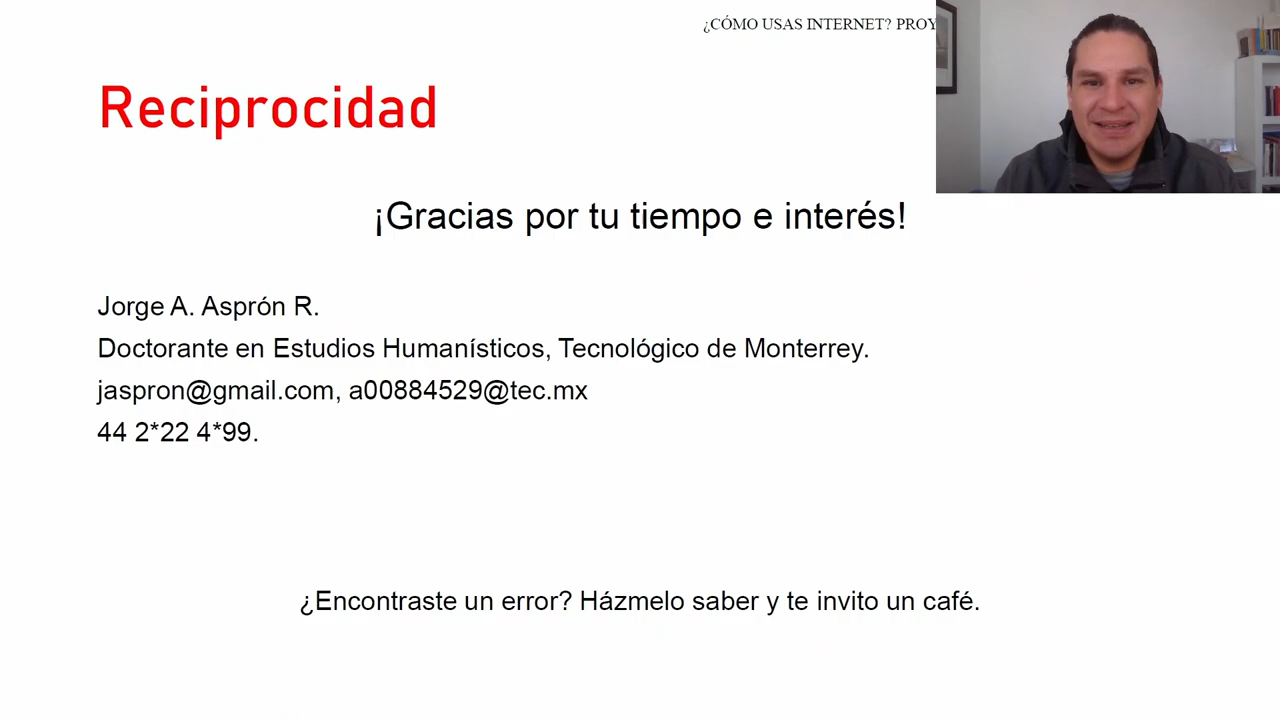 ¿CÓMO USAS INTERNET?
Reciprocidad
¡Gracias por tu tiempo e interés!
Jorge A. Asprón R.
Doctorante en Estudios Humanísticos, Tecnológico de Monterrey.
jaspron@gmail.com, a00884529@tec.mx
44 2*22 4*99.
¿Encontraste un error? Házmelo saber y te invito un café.